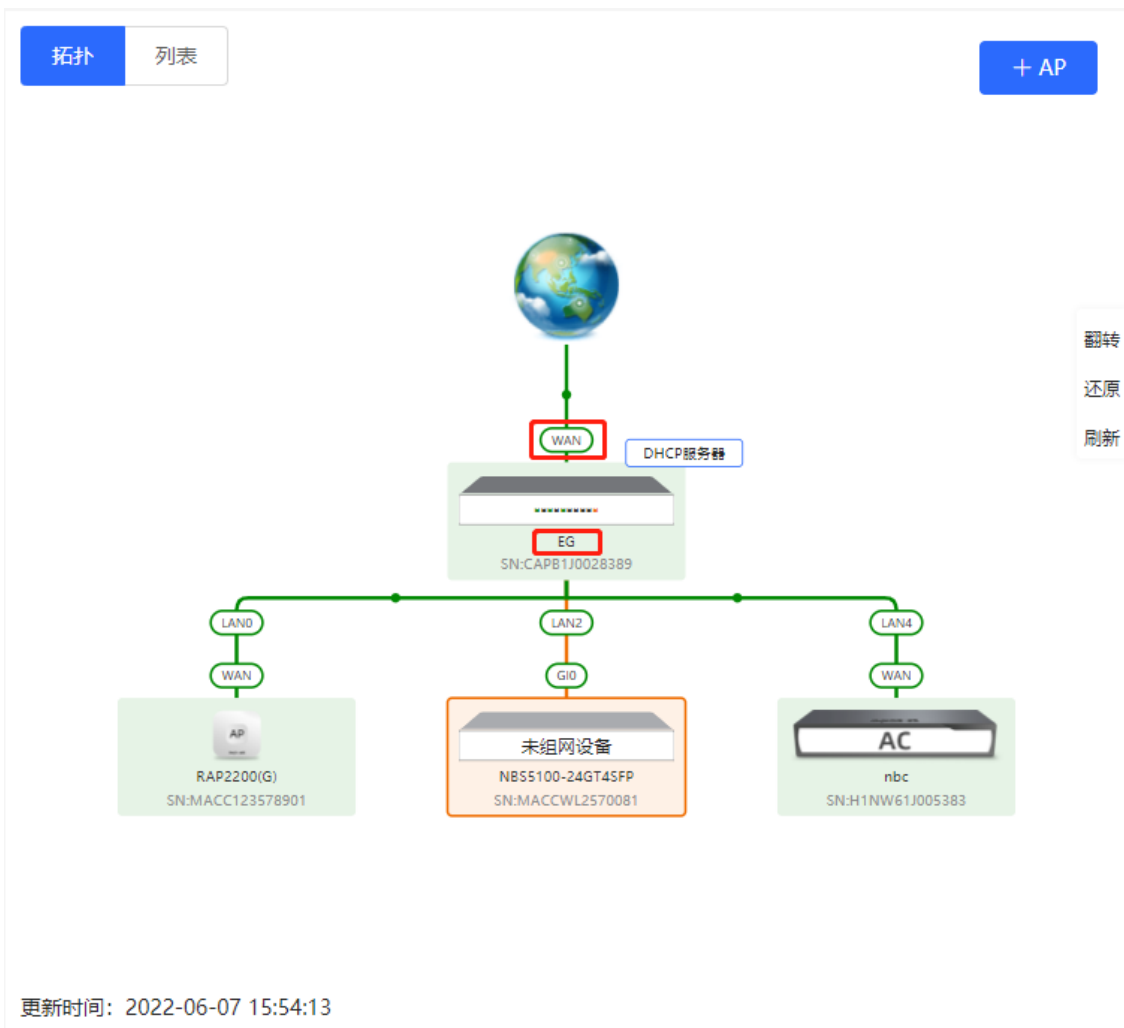 拓扑 列表
＋ AP
翻转
还原
刷新
WAN
DHCP服务器
EG
SN:CAPB1J0028389
LAN0 LAN2 LAN4
WAN GI0 WAN
AP
未组网设备
AC
RAP2200(G) NBS5100-24GT4SFP nbc
SN:MACC123578901 SN:MACCWL2570081 SN:H1NW61J005383
更新时间：2022-06-07 15:54:13